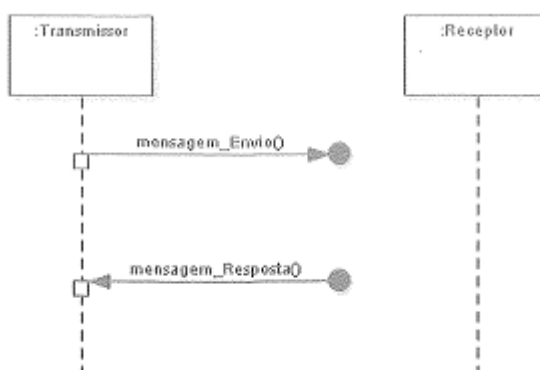 :Transmissor
:Receptor
mensagem_Envio()
mensagem_Resposta()